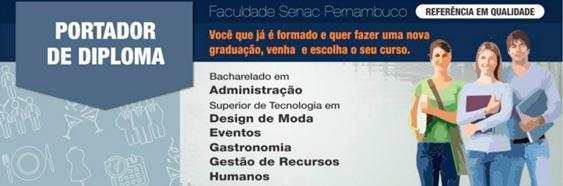 PORTADOR
DE DIPLOMA
Faculdade Senac Pernambuco
REFERÊNCIA EM QUALIDADE
Você que já é formado e quer fazer uma nova
graduação, venha e escolha o seu curso.
Bacharelado em
Administração
Superior de Tecnologia em
Design de Moda
Eventos
Gastronomia
Gestão de Recursos
Humanos